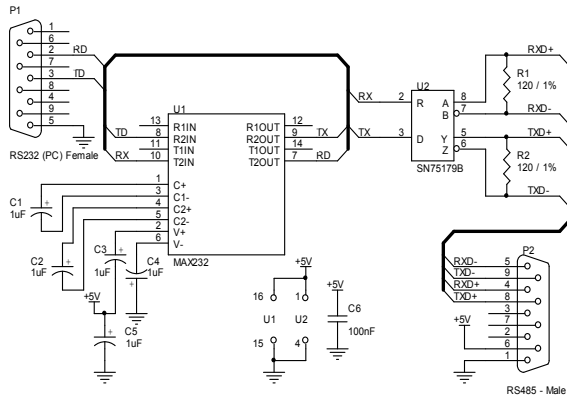 P1
1
6
2 RD
7
3 TD
8
4
9
5
RS232 (PC) Female
U1
13 R1IN R1OUT 12
TD 8 R2IN R2OUT 9 TX
11 T1IN T1OUT 14
RX 10 T2IN T2OUT 7 RD
1 C+
3 C1-
4 C2+
5 C2-
2 V+
6 V-
MAX232
C1
1uF
C2
1uF
C3
1uF
C4
1uF
+5V
C5
1uF
+5V
16 1
U1 U2
15 4
+5V
C6
100nF
U2
RX 2 R A 8
B 7
TX 3 D Y 5
Z 6
SN75179B
RXD+
R1
120 / 1%
RXD-
TXD+
R2
120 / 1%
TXD-
P2
RXD- 5
TXD- 9
RXD+ 4
TXD+ 8
3
7
2
+5V
6
1
RS485 - Male